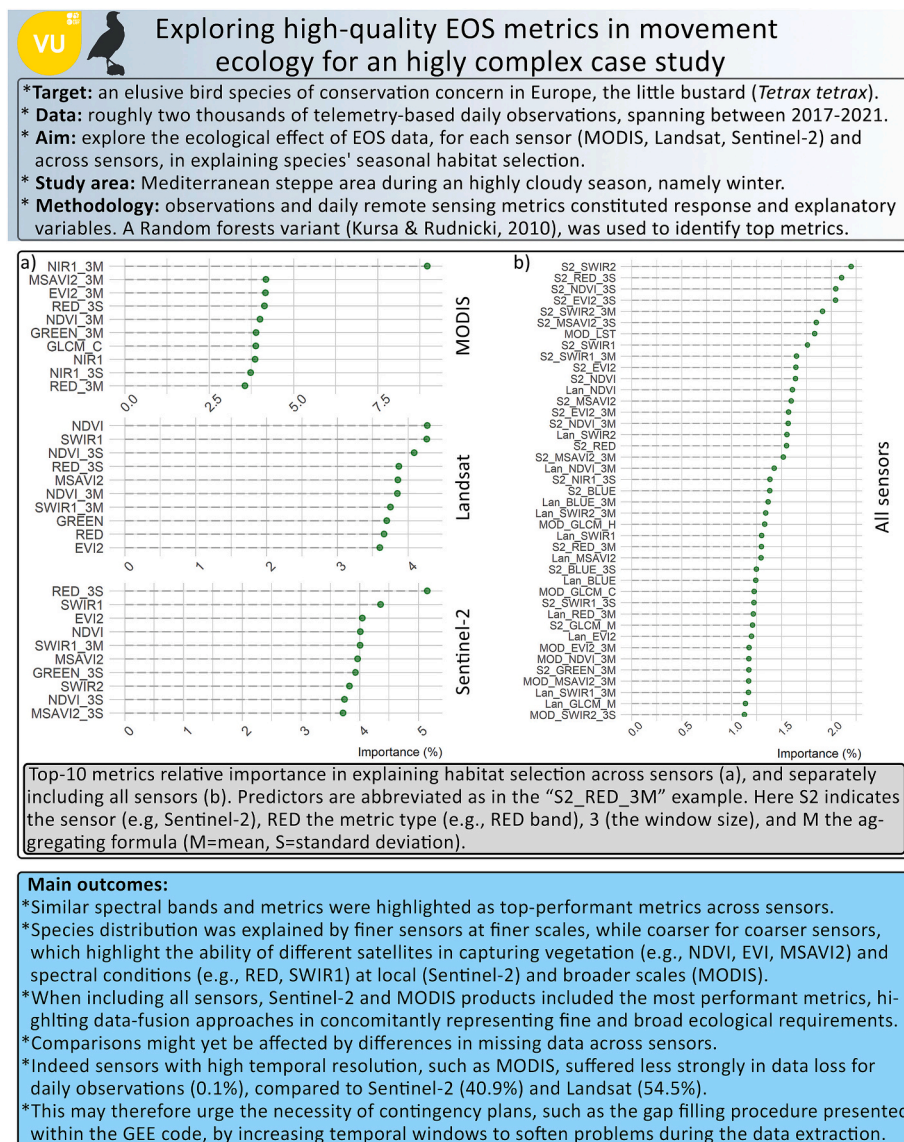 VU
Exploring high-quality EOS metrics in movement
ecology for an higly complex case study
*Target: an elusive bird species of conservation concern in Europe, the little bustard (Tetrax tetrax).
* Data: roughly two thousands of telemetry-based daily observations, spanning between 2017-2021.
* Aim: explore the ecological effect of EOS data, for each sensor (MODIS, Landsat, Sentinel-2) and
across sensors, in explaining species' seasonal habitat selection.
* Study area: Mediterranean steppe area during an highly cloudy season, namely winter.
* Methodology: observations and daily remote sensing metrics constituted response and explanatory
variables. A Random forests variant (Kursa & Rudnicki, 2010), was used to identify top metrics.
a)
NIR1_3M
MSAVI2_3M
EVI2_3M
RED_3S
NDVI_3M
GREEN_3M
GLCM_C
NIR1
NIR1_3S
RED_3M
0.0 2.5 5.0 7.5
MODIS
NDVI
SWIR1
NDVI_3S
RED_3S
MSAVI2
NDVI_3M
SWIR1_3M
GREEN
RED
EVI2
0 1 2 3 4
Landsat
RED_3S
SWIR1
EVI2
NDVI
SWIR1_3M
MSAVI2
GREEN_3S
SWIR2
NDVI_3S
MSAVI2_3S
0 1 2 3 4 5
Sentinel-2
Importance (%)
b)
S2_SWIR2
S2_RED_3S
S2_NDVI_3S
S2_EVI2_3S
S2_SWIR2_3M
S2_MSAVI2_3S
MOD_LST
S2_SWIR1
S2_SWIR1_3M
S2_EVI2
S2_NDVI
Lan_NDVI
S2_MSAVI2
S2_EVI2_3M
S2_NDVI_3M
Lan_SWIR2
S2_RED
S2_MSAVI2_3M
Lan_NDVI_3M
S2_NIR1_3S
S2_BLUE
Lan_BLUE_3M
Lan_SWIR2_3M
MOD_GLCM_H
Lan_SWIR1
S2_RED_3M
Lan_MSAVI2
S2_BLUE_3S
Lan_BLUE
MOD_GLCM_C
S2_SWIR1_3S
Lan_RED_3M
S2_GLCM_M
Lan_EVI2
MOD_EVI2_3M
MOD_NDVI_3M
S2_GREEN_3M
MOD_MSAVI2_3M
Lan_SWIR1_3M
Lan_GLCM_M
MOD_SWIR2_3S
0.0 0.5 1.0 1.5 2.0
All sensors
Importance (%)
Top-10 metrics relative importance in explaining habitat selection across sensors (a), and separately
including all sensors (b). Predictors are abbreviated as in the “S2_RED_3M” example. Here S2 indicates
the sensor (e.g, Sentinel-2), RED the metric type (e.g., RED band), 3 (the window size), and M the ag-
gregating formula (M=mean, S=standard deviation).
Main outcomes:
*Similar spectral bands and metrics were highlighted as top-performant metrics across sensors.
*Species distribution was explained by finer sensors at finer scales, while coarser for coarser sensors,
which highlight the ability of different satellites in capturing vegetation (e.g., NDVI, EVI, MSAVI2) and
spectral conditions (e.g., RED, SWIR1) at local (Sentinel-2) and broader scales (MODIS).
*When including all sensors, Sentinel-2 and MODIS products included the most performant metrics, hi-
ghlting data-fusion approaches in concomitantly representing fine and broad ecological requirements.
*Comparisons might yet be affected by differences in missing data across sensors.
*Indeed sensors with high temporal resolution, such as MODIS, suffered less strongly in data loss for
daily observations (0.1%), compared to Sentinel-2 (40.9%) and Landsat (54.5%).
*This may therefore urge the necessity of contingency plans, such as the gap filling procedure presented
within the GEE code, by increasing temporal windows to soften problems during the data extraction.